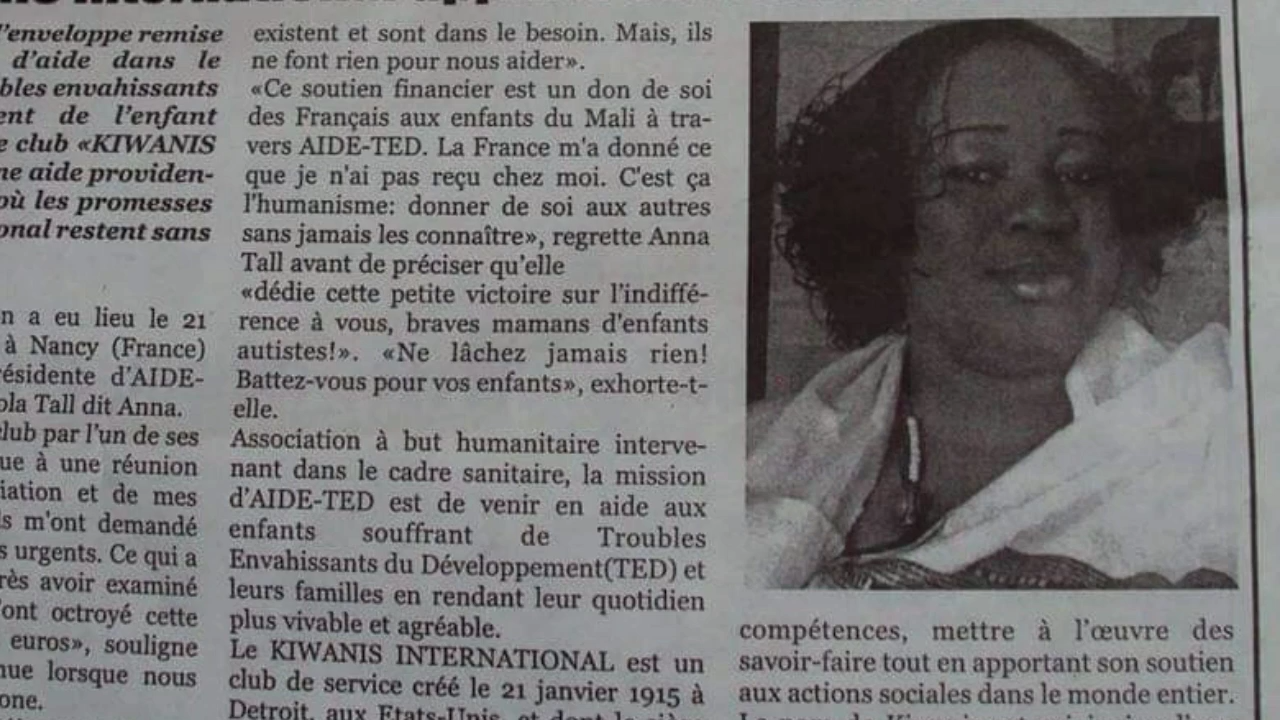 l'enveloppe remise
d'aide dans le
bles envahissants
ent de l'enfant
e club «KIWANIS
ne aide providen-
où les promesses
onal restent sans
n a eu lieu le 21
à Nancy (France)
résidente d'AIDE-
ola Tall dit Anna.
club par l'un de ses
ue à une réunion
iation et de mes
ls m'ont demandé
s urgents. Ce qui a
rès avoir examiné
'ont octroyé cette
euros», souligne
nue lorsque nous
one.
existent et sont dans le besoin. Mais, ils
ne font rien pour nous aider».
«Ce soutien financier est un don de soi
des Français aux enfants du Mali à tra-
vers AIDE-TED. La France m'a donné ce
que je n'ai pas reçu chez moi. C'est ça
l'humanisme: donner de soi aux autres
sans jamais les connaître», regrette Anna
Tall avant de préciser qu'elle
«dédie cette petite victoire sur l'indiffé-
rence à vous, braves mamans d'enfants
autistes!». «Ne lâchez jamais rien!
Battez-vous pour vos enfants», exhorte-t-
elle.
Association à but humanitaire interve-
nant dans le cadre sanitaire, la mission
d'AIDE-TED est de venir en aide aux
enfants souffrant de Troubles
Envahissants du Développement(TED) et
leurs familles en rendant leur quotidien
plus vivable et agréable.
Le KIWANIS INTERNATIONAL est un
club de service créé le 21 janvier 1915 à
Detroit, aux Etats-Unis, et dont le siège
compétences, mettre à l'œuvre des
savoir-faire tout en apportant son soutien
aux actions sociales dans le monde entier.